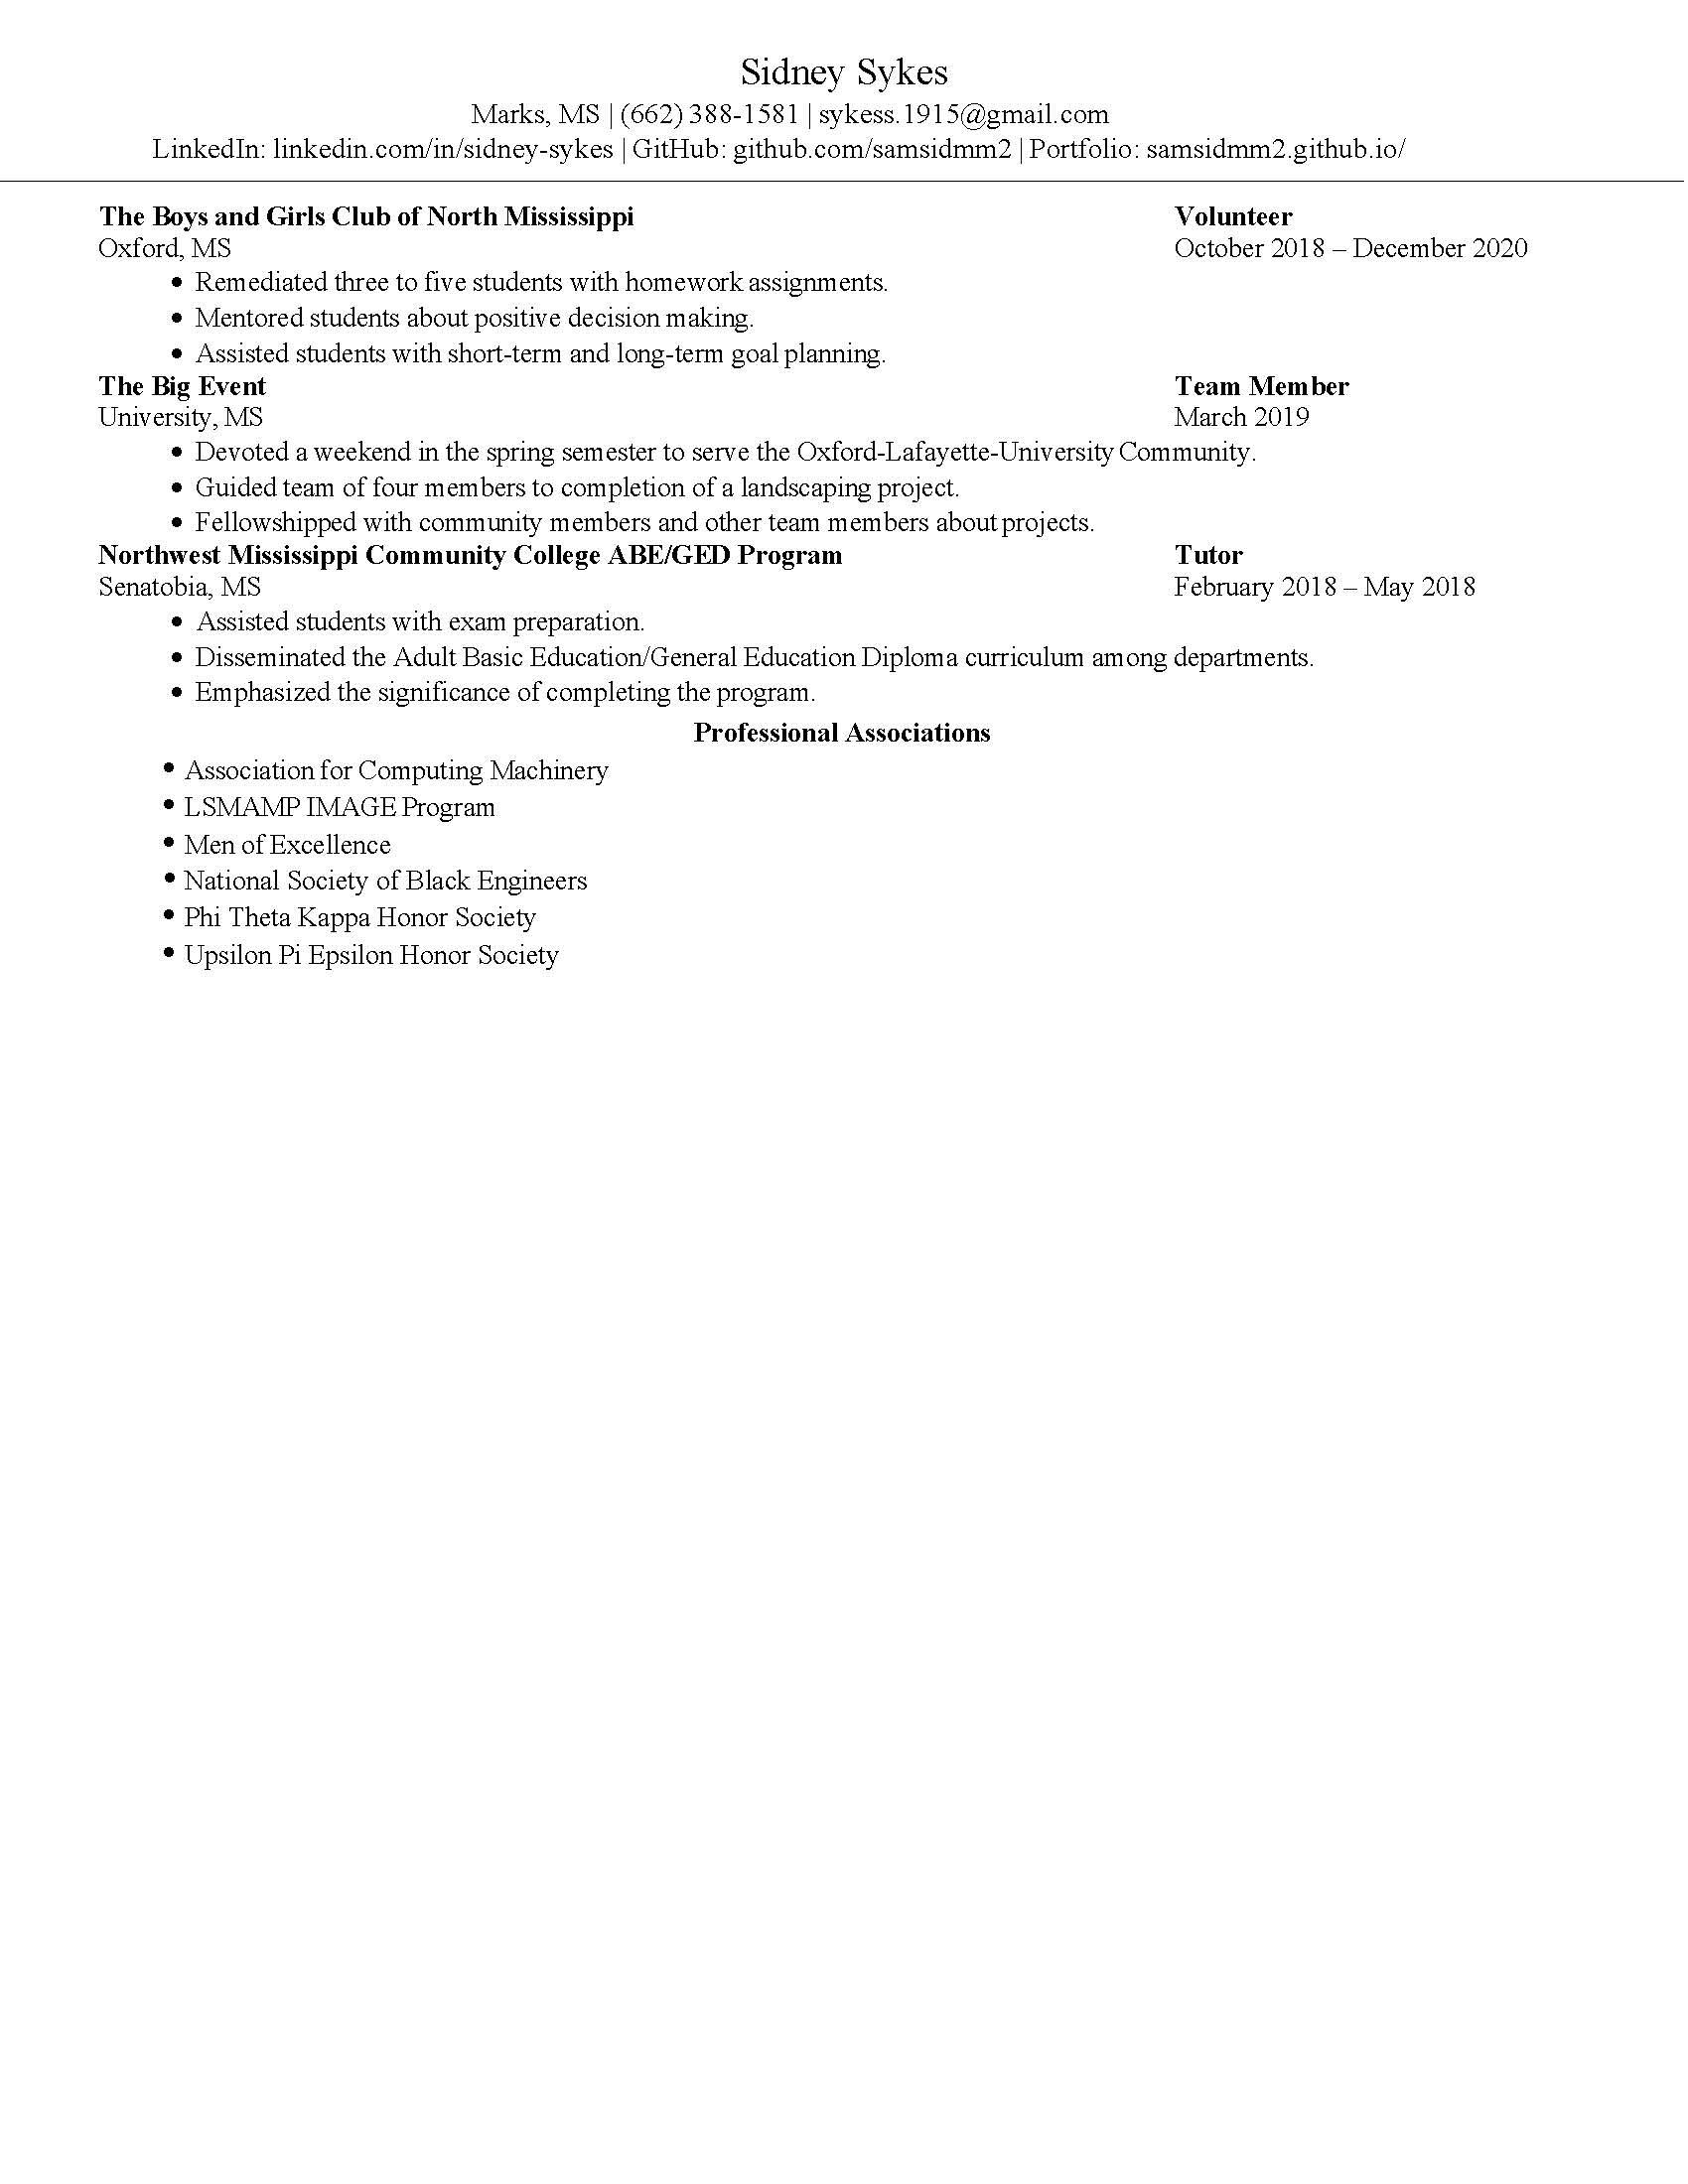 Sidney Sykes
Marks, MS | (662) 388-1581 | sykess.1915@gmail.com
LinkedIn: linkedin.com/in/sidney-sykes | GitHub: github.com/samsidmm2 | Portfolio: samsidmm2.github.io/
The Boys and Girls Club of North Mississippi Volunteer
Oxford, MS October 2018 – December 2020
• Remediated three to five students with homework assignments.
• Mentored students about positive decision making.
• Assisted students with short-term and long-term goal planning.
The Big Event Team Member
University, MS March 2019
• Devoted a weekend in the spring semester to serve the Oxford-Lafayette-University Community.
• Guided team of four members to completion of a landscaping project.
• Fellowshipped with community members and other team members about projects.
Northwest Mississippi Community College ABE/GED Program Tutor
Senatobia, MS February 2018 – May 2018
• Assisted students with exam preparation.
• Disseminated the Adult Basic Education/General Education Diploma curriculum among departments.
• Emphasized the significance of completing the program.
Professional Associations
• Association for Computing Machinery
• LSMAMP IMAGE Program
• Men of Excellence
• National Society of Black Engineers
• Phi Theta Kappa Honor Society
• Upsilon Pi Epsilon Honor Society